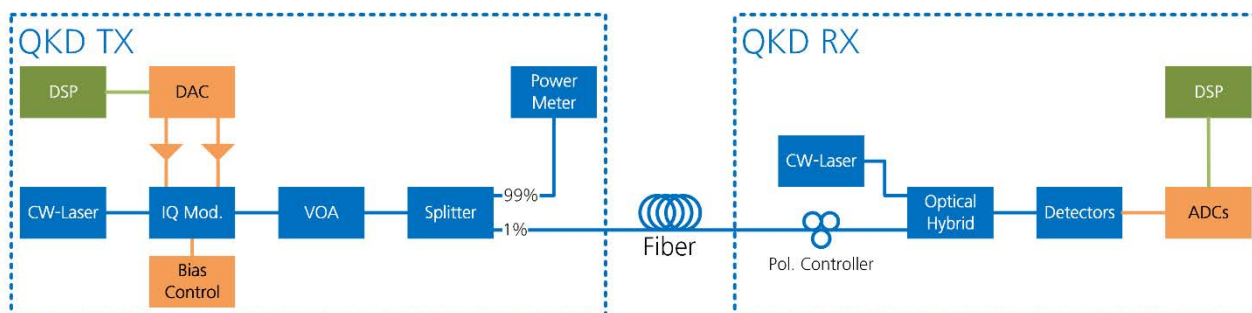 QKD TX
DSP
DAC
Power
Meter
CW-Laser
IQ Mod.
VOA
Splitter
99%
1%
Bias
Control
Fiber
QKD RX
DSP
CW-Laser
Optical
Hybrid
Detectors
ADCs
Pol. Controller